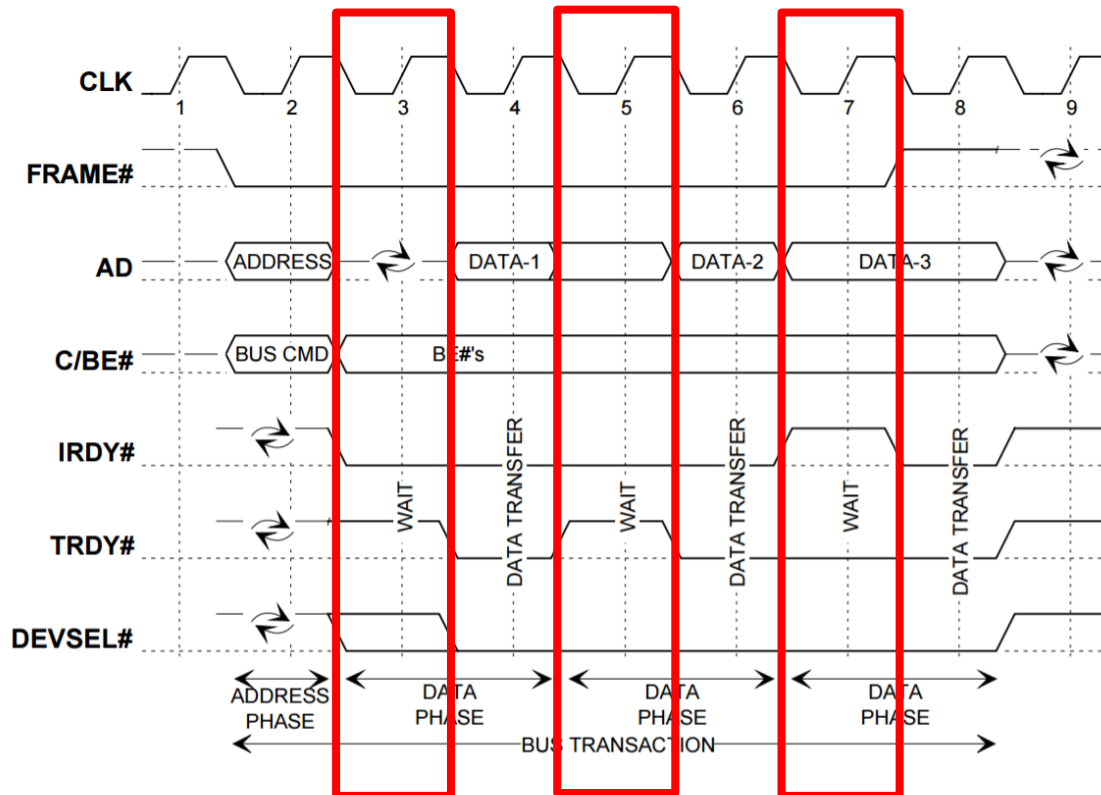 CLK
1 2 3 4 5 6 7 8 9
FRAME#
AD
ADDRESS DATA-1 DATA-2 DATA-3
C/BE#
BUS CMD BE#'s
IRDY#
TRDY#
WAIT
DATA TRANSFER
WAIT
DATA TRANSFER
WAIT
DATA TRANSFER
DEVSEL#
ADDRESS
PHASE
DATA
PHASE
DATA
PHASE
DATA
PHASE
BUS TRANSACTION